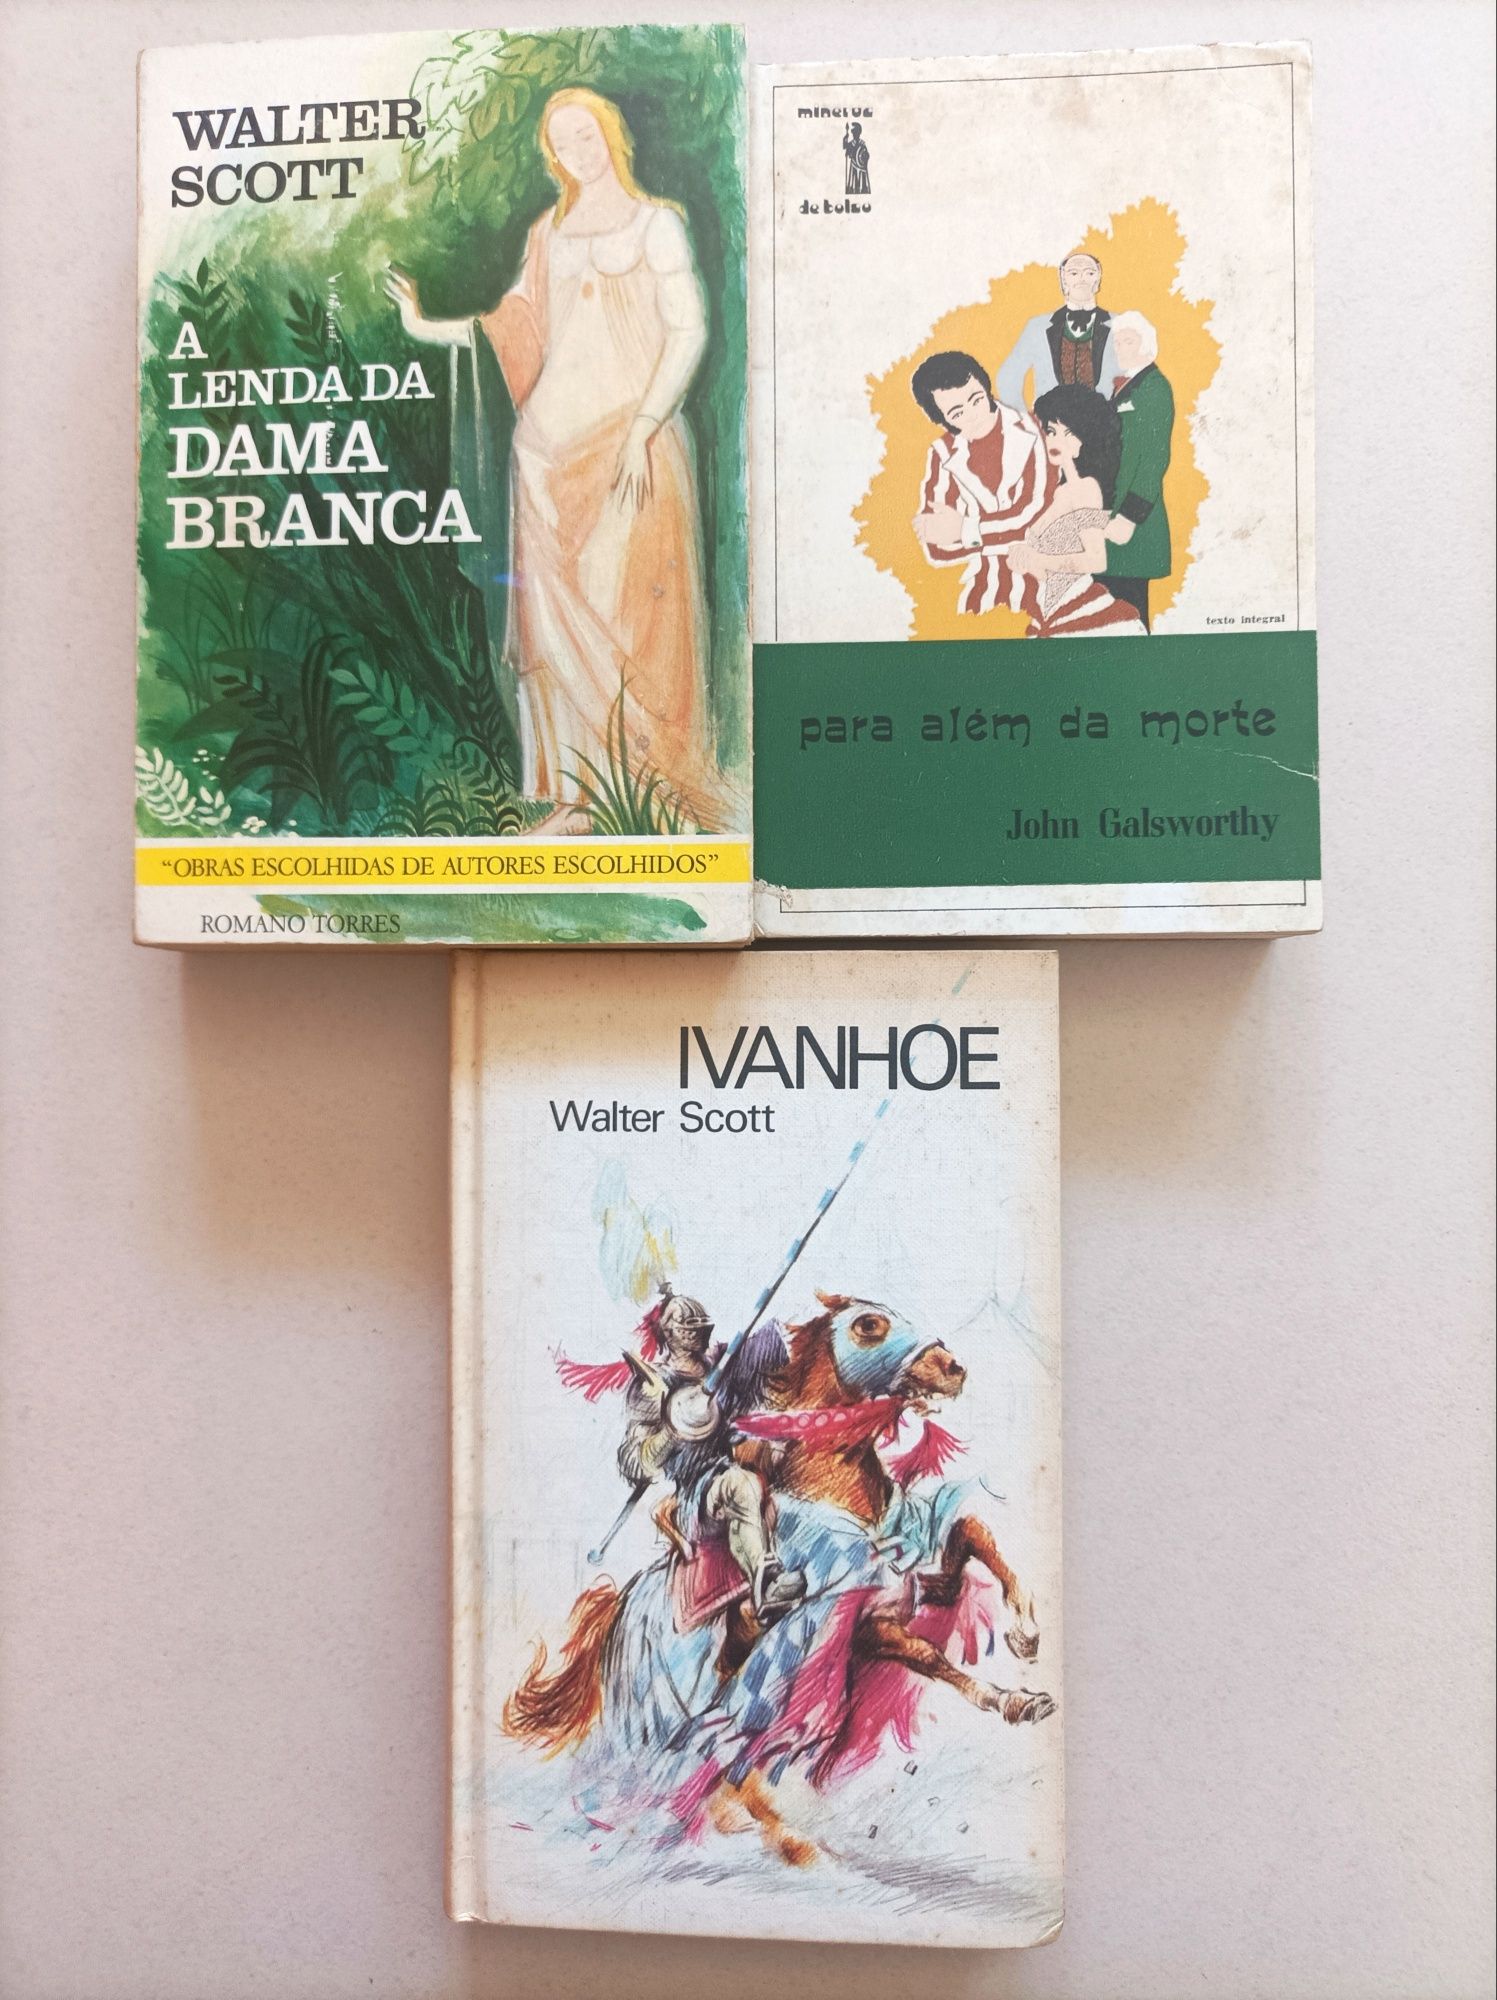 WALTER
SCOTT
A
LENDA DA
DAMA
BRANCA
"OBRAS ESCOLHIDAS DE AUTORES ESCOLHIDOS"
ROMANO TORRES
minerva
de bolso
texto integral
para além da morte
John Galsworthy
IVANHOE
Walter Scott